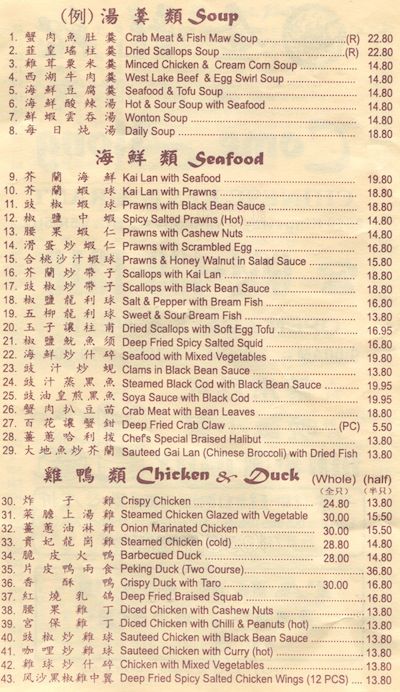 (例) 湯羹類 Soup
1. 蟹肉魚肚羹 Crab Meat & Fish Maw Soup (R) 22.80
2. 韮皇瑤柱羹 Dried Scallops Soup (R) 22.80
3. 雞茸粟米羹 Minced Chicken & Cream Corn Soup 14.80
4. 西湖牛肉羹 West Lake Beef & Egg Swirl Soup 14.80
5. 海鮮豆腐羹 Seafood & Tofu Soup 14.80
6. 海鮮酸辣湯 Hot & Sour Soup with Seafood 14.80
7. 鮮蝦雲吞湯 Wonton Soup 14.80
8. 每日炖湯 Daily Soup 18.80
海鮮類 Seafood
9. 芥蘭海鮮 Kai Lan with Seafood 19.80
10. 芥蘭蝦球 Kai Lan with Prawns 18.80
11. 豉椒蝦球 Prawns with Black Bean Sauce 18.80
12. 椒鹽中蝦 Spicy Salted Prawns (Hot) 14.80
13. 腰果蝦仁 Prawns with Cashew Nuts 14.80
14. 滑蛋炒蝦仁 Prawns with Scrambled Egg 16.80
15. 合桃沙汁蝦球 Prawns & Honey Walnut in Salad Sauce 15.80
16. 芥蘭炒帶子 Scallops with Kai Lan 18.80
17. 豉椒炒帶子 Scallops with Black Bean Sauce 18.80
18. 椒鹽龍利球 Salt & Pepper with Bream Fish 16.80
19. 五柳龍利球 Sweet & Sour Bream Fish 13.80
20. 玉子讓柱甫 Dried Scallops with Soft Egg Tofu 16.95
21. 椒鹽魷魚須 Deep Fried Spicy Salted Squid 16.80
22. 海鮮炒什碎 Seafood with Mixed Vegetables 19.80
23. 豉汁炒蜆 Clams in Black Bean Sauce 13.80
24. 豉汁蒸黑魚 Steamed Black Cod with Black Bean Sauce 19.95
25. 豉油皇煎黑魚 Soya Sauce with Black Cod 19.95
26. 蟹肉扒豆苗 Crab Meat with Bean Leaves 18.80
27. 百花讓蟹鉗 Deep Fried Crab Claw (PC) 5.50
28. 薑蔥哈利拨 Chef's Special Braised Halibut 13.80
29. 大地魚炒芥蘭 Sauteed Gai Lan (Chinese Broccoli) with Dried Fish 13.80
雞鴨類 Chicken & Duck (Whole) (half)
(全只) (半只)
30. 炸子雞 Crispy Chicken 24.80 13.80
31. 菜膽上湯雞 Steamed Chicken Glazed with Vegetable 30.00 15.50
32. 薑蔥油淋雞 Onion Marinated Chicken 30.00 15.50
33. 貴妃龍崗雞 Steamed Chicken (cold) 28.80 14.80
34. 脆皮火鴨 Barbecued Duck 28.00 14.80
35. 片皮鴨兩食 Peking Duck (Two Course) 36.80
36. 香酥鴨 Crispy Duck with Taro 30.00 16.80
37. 紅燒乳鴿 Deep Fried Braised Squab 16.80
38. 腰果雞丁 Diced Chicken with Cashew Nuts 13.80
39. 宮保雞丁 Diced Chicken with Chilli & Peanuts (hot) 13.80
40. 豉椒炒雞球 Sauteed Chicken with Black Bean Sauce 13.80
41. 咖喱炒雞球 Sauteed Chicken with Curry (hot) 13.80
42. 雞球炒什碎 Chicken with Mixed Vegetables 13.80
43. 风沙黑椒雞中翼 Deep Fried Spicy Salted Chicken Wings (12 PCS) 13.80